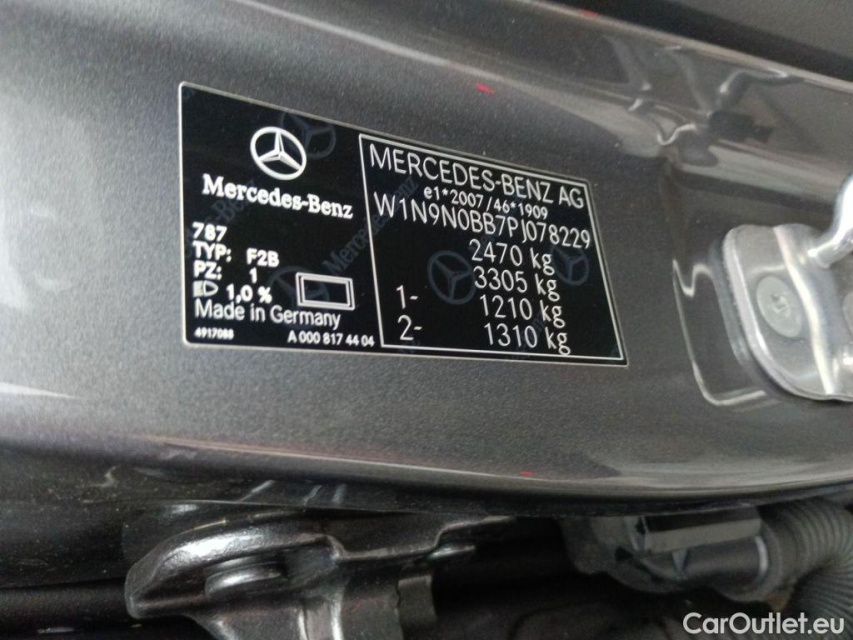 Mercedes-Benz
787
TYP: F2B
PZ: 1
1,0 %
Made in Germany
4917088
A 000 817 44 04
MERCEDES-BENZ AG
e1*2007/46*1909
W1N9N0BB7PJ078229
2470 kg
3305 kg
1- 1210 kg
2- 1310 kg
CarOutlet.eu